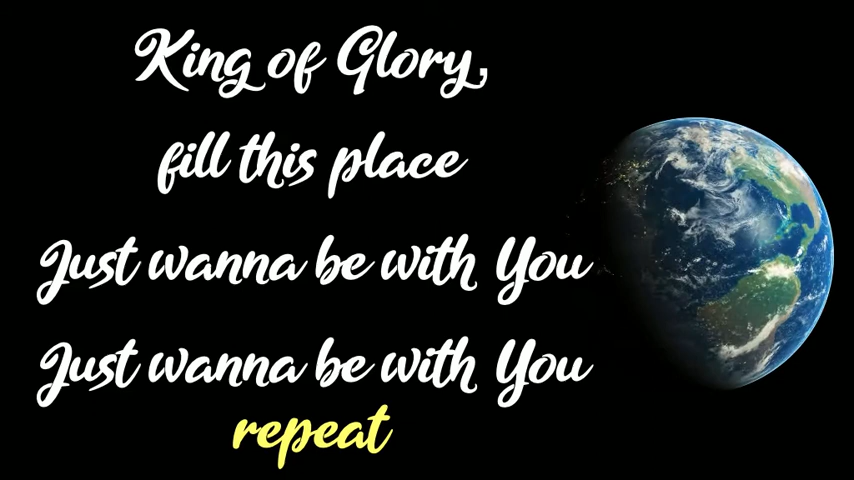 King of Glory,
fill this place
Just wanna be with You
Just wanna be with You
repeat